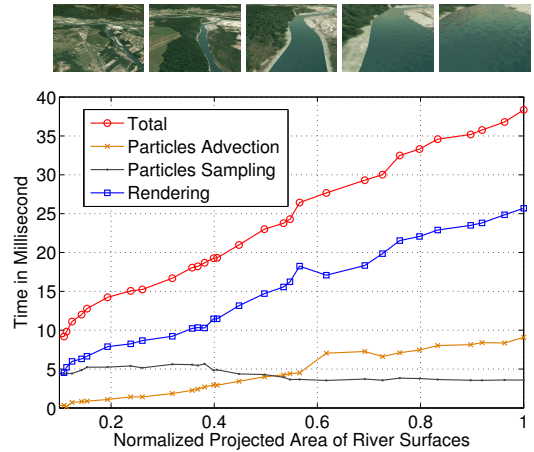 40
35
30
25
20
15
10
5
0
Time in Millisecond
Total
Particles Advection
Particles Sampling
Rendering
0.2 0.4 0.6 0.8 1
Normalized Projected Area of River Surfaces